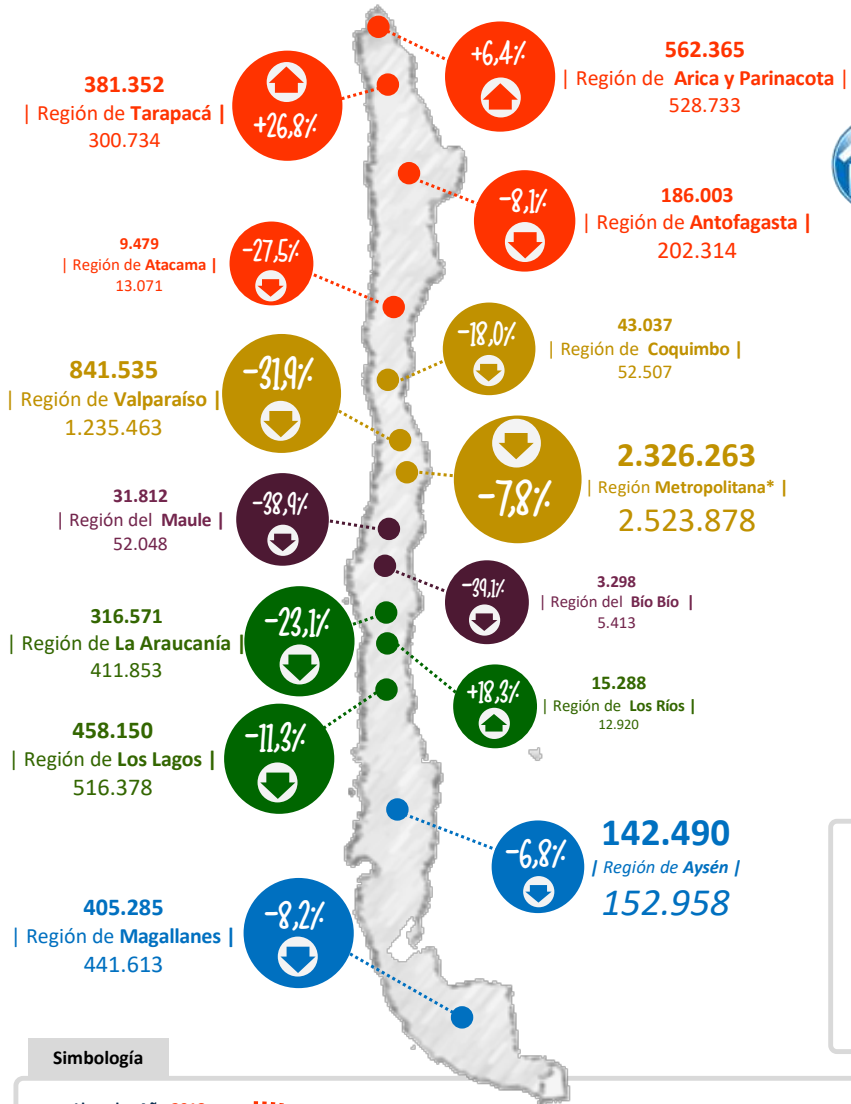 +6,4%
562.365
| Región de Arica y Parinacota |
528.733
381.352
| Región de Tarapacá |
300.734
+26,8%
-8,1%
186.003
| Región de Antofagasta |
202.314
9.479
| Región de Atacama |
13.071
-27,5%
-18,0%
43.037
| Región de Coquimbo |
52.507
841.535
| Región de Valparaíso |
1.235.463
-31,9%
-7,8%
2.326.263
| Región Metropolitana* |
2.523.878
31.812
| Región del Maule |
52.048
-38,9%
-39,1%
3.298
| Región del Bío Bío |
5.413
316.571
| Región de La Araucanía |
411.853
-23,1%
+18,3%
15.288
| Región de Los Ríos |
12.920
458.150
| Región de Los Lagos |
516.378
-11,3%
-6,8%
142.490
| Región de Aysén |
152.958
405.285
| Región de Magallanes |
441.613
-8,2%
Simbología